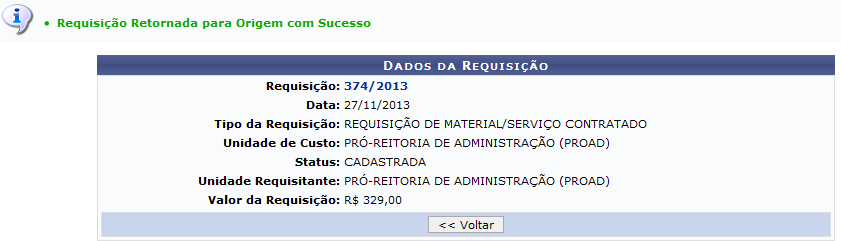 Requisição Retornada para Origem com Sucesso
Dados da Requisição
Requisição: 374/2013
Data: 27/11/2013
Tipo da Requisição: REQUISIÇÃO DE MATERIAL/SERVIÇO CONTRATADO
Unidade de Custo: PRÓ-REITORIA DE ADMINISTRAÇÃO (PROAD)
Status: CADASTRADA
Unidade Requisitante: PRÓ-REITORIA DE ADMINISTRAÇÃO (PROAD)
Valor da Requisição: R$ 329,00
<< Voltar